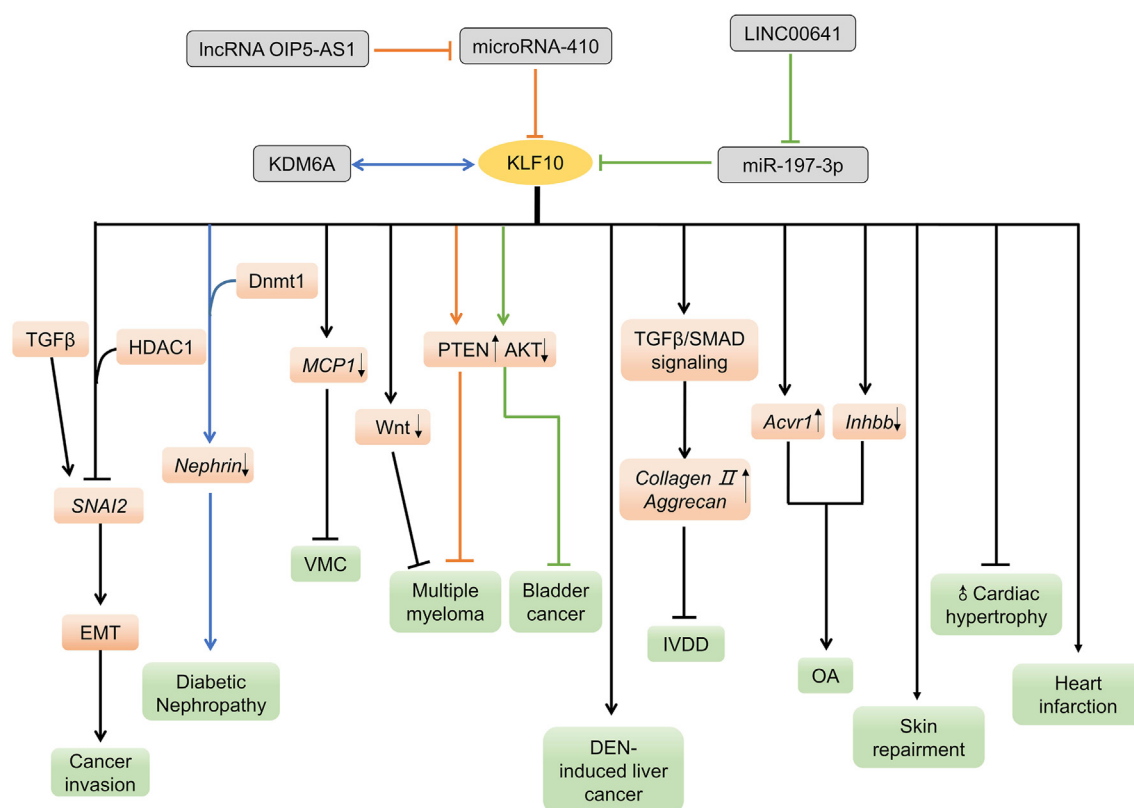 lncRNA OIP5-AS1
microRNA-410
LINC00641
KDM6A
KLF10
miR-197-3p
Dnmt1
TGFβ
HDAC1
MCP1↓
PTEN↑ AKT↓
TGFβ/SMAD
signaling
Wnt↓
Acvr1↑
Inhbb↓
Nephrin↓
Collagen Ⅱ↑
Aggrecan
SNAI2
VMC
Multiple
myeloma
Bladder
cancer
♂ Cardiac
hypertrophy
EMT
IVDD
OA
Diabetic
Nephropathy
Heart
infarction
Skin
repairment
Cancer
invasion
DEN-
induced liver
cancer